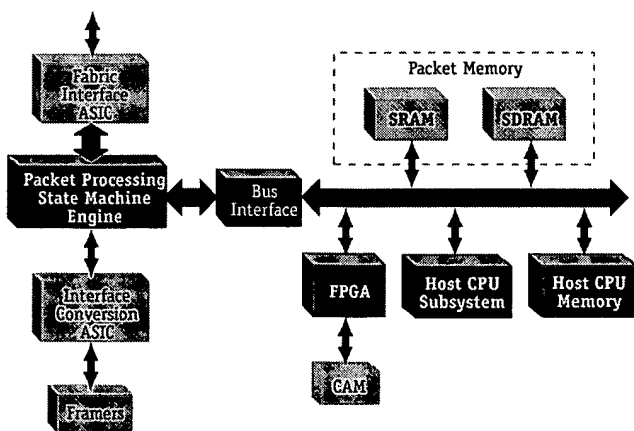 Fabric
Interface
ASIC
Packet Memory
SRAM
SDRAM
Packet Processing
State Machine
Engine
Bus
Interface
Interface
Conversion
ASIC
FPGA
Host CPU
Subsystem
Host CPU
Memory
Framers
CAM